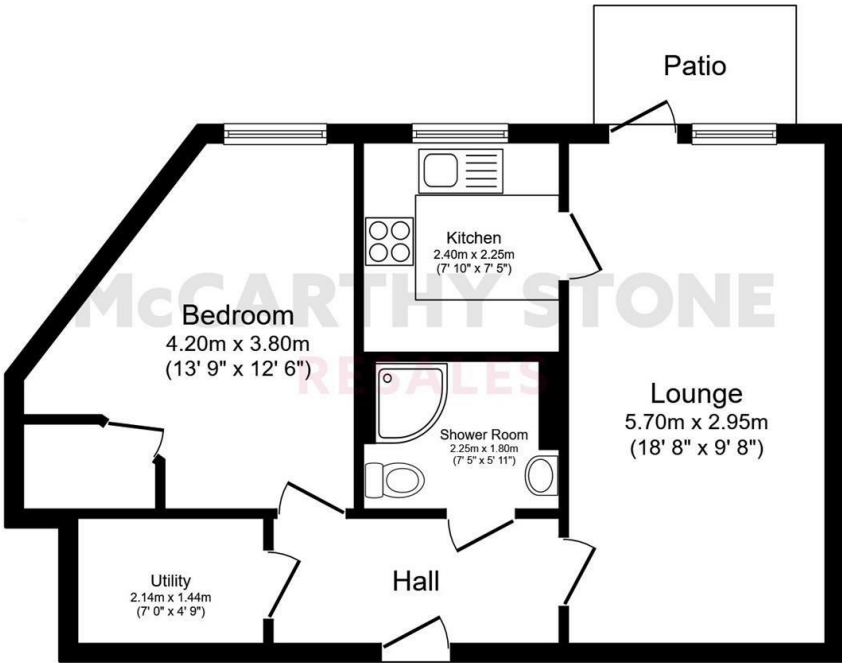 Patio
Kitchen
2.40m x 2.25m
(7' 10" x 7' 5")
McCARTHY STONE
RESALES
Bedroom
4.20m x 3.80m
(13' 9" x 12' 6")
Lounge
5.70m x 2.95m
(18' 8" x 9' 8")
Shower Room
2.25m x 1.80m
(7' 5" x 5' 11")
Utility
2.14m x 1.44m
(7' 0" x 4' 9")
Hall